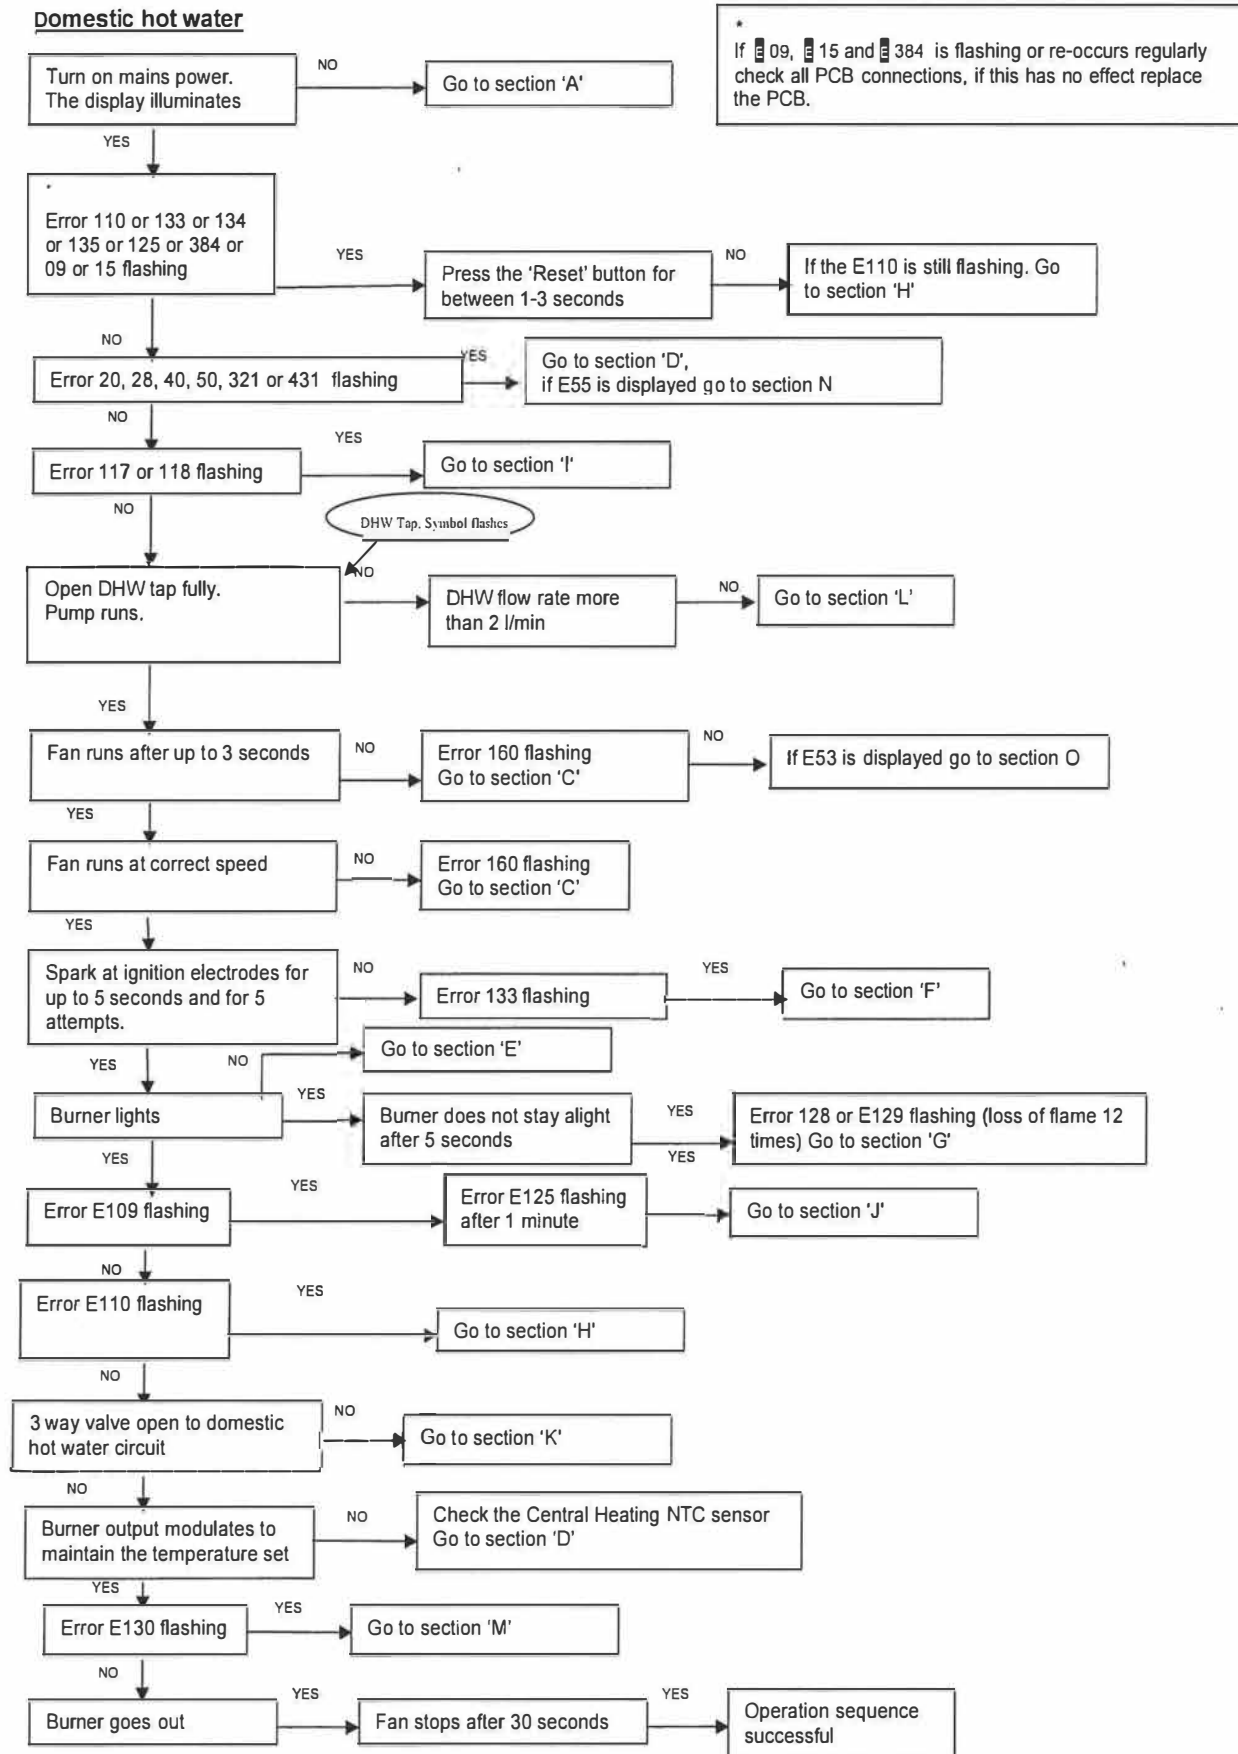 Domestic hot water
*
If E 09, E 15 and E 384 is flashing or re-occurs regularly
check all PCB connections, if this has no effect replace
the PCB.
Turn on mains power.
The display illuminates
NO
Go to section 'A'
YES
*
Error 110 or 133 or 134
or 135 or 125 or 384 or
09 or 15 flashing
YES
Press the 'Reset' button for
between 1-3 seconds
NO
If the E110 is still flashing. Go
to section 'H'
NO
Error 20, 28, 40, 50, 321 or 431 flashing
YES
Go to section 'D',
if E55 is displayed go to section N
NO
Error 117 or 118 flashing
YES
Go to section 'I'
NO
DHW Tap, Symbol flashes
Open DHW tap fully.
Pump runs.
NO
DHW flow rate more
than 2 l/min
NO
Go to section 'L'
YES
Fan runs after up to 3 seconds
NO
Error 160 flashing
Go to section 'C'
NO
If E53 is displayed go to section O
YES
Fan runs at correct speed
NO
Error 160 flashing
Go to section 'C'
YES
Spark at ignition electrodes for
up to 5 seconds and for 5
attempts.
NO
Error 133 flashing
YES
Go to section 'F'
YES
NO
Go to section 'E'
Burner lights
YES
Burner does not stay alight
after 5 seconds
YES
YES
Error 128 or E129 flashing (loss of flame 12
times) Go to section 'G'
YES
Error E109 flashing
YES
Error E125 flashing
after 1 minute
Go to section 'J'
NO
Error E110 flashing
YES
Go to section 'H'
NO
3 way valve open to domestic
hot water circuit
NO
Go to section 'K'
NO
Burner output modulates to
maintain the temperature set
NO
Check the Central Heating NTC sensor
Go to section 'D'
YES
Error E130 flashing
YES
Go to section 'M'
NO
Burner goes out
YES
Fan stops after 30 seconds
YES
Operation sequence
successful